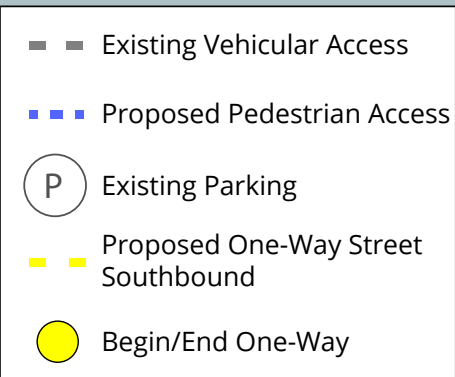 Existing Vehicular Access
Proposed Pedestrian Access
P Existing Parking
Proposed One-Way Street
Southbound
Begin/End One-Way